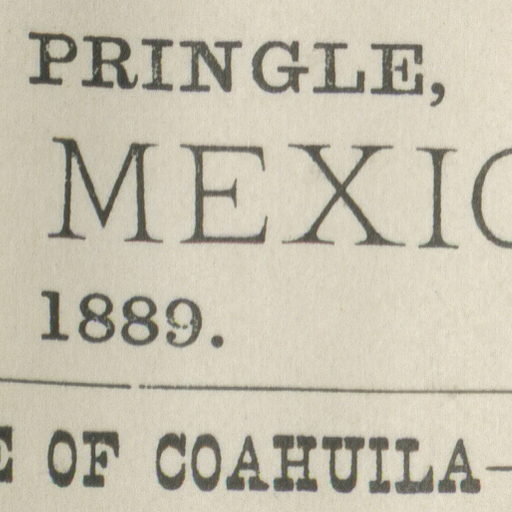 PRINGLE,
MEXIC
1889.
E OF COAHUILA—